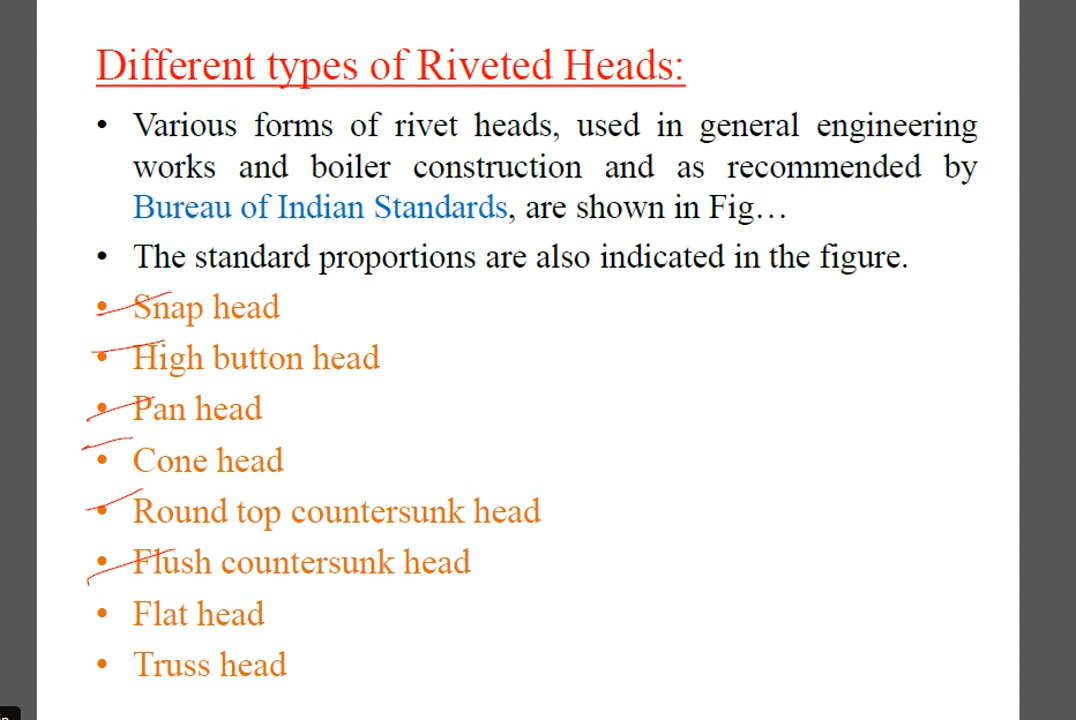 Different types of Riveted Heads:
• Various forms of rivet heads, used in general engineering
works and boiler construction and as recommended by
Bureau of Indian Standards, are shown in Fig…
• The standard proportions are also indicated in the figure.
• Snap head
• High button head
• Pan head
• Cone head
• Round top countersunk head
• Flush countersunk head
• Flat head
• Truss head